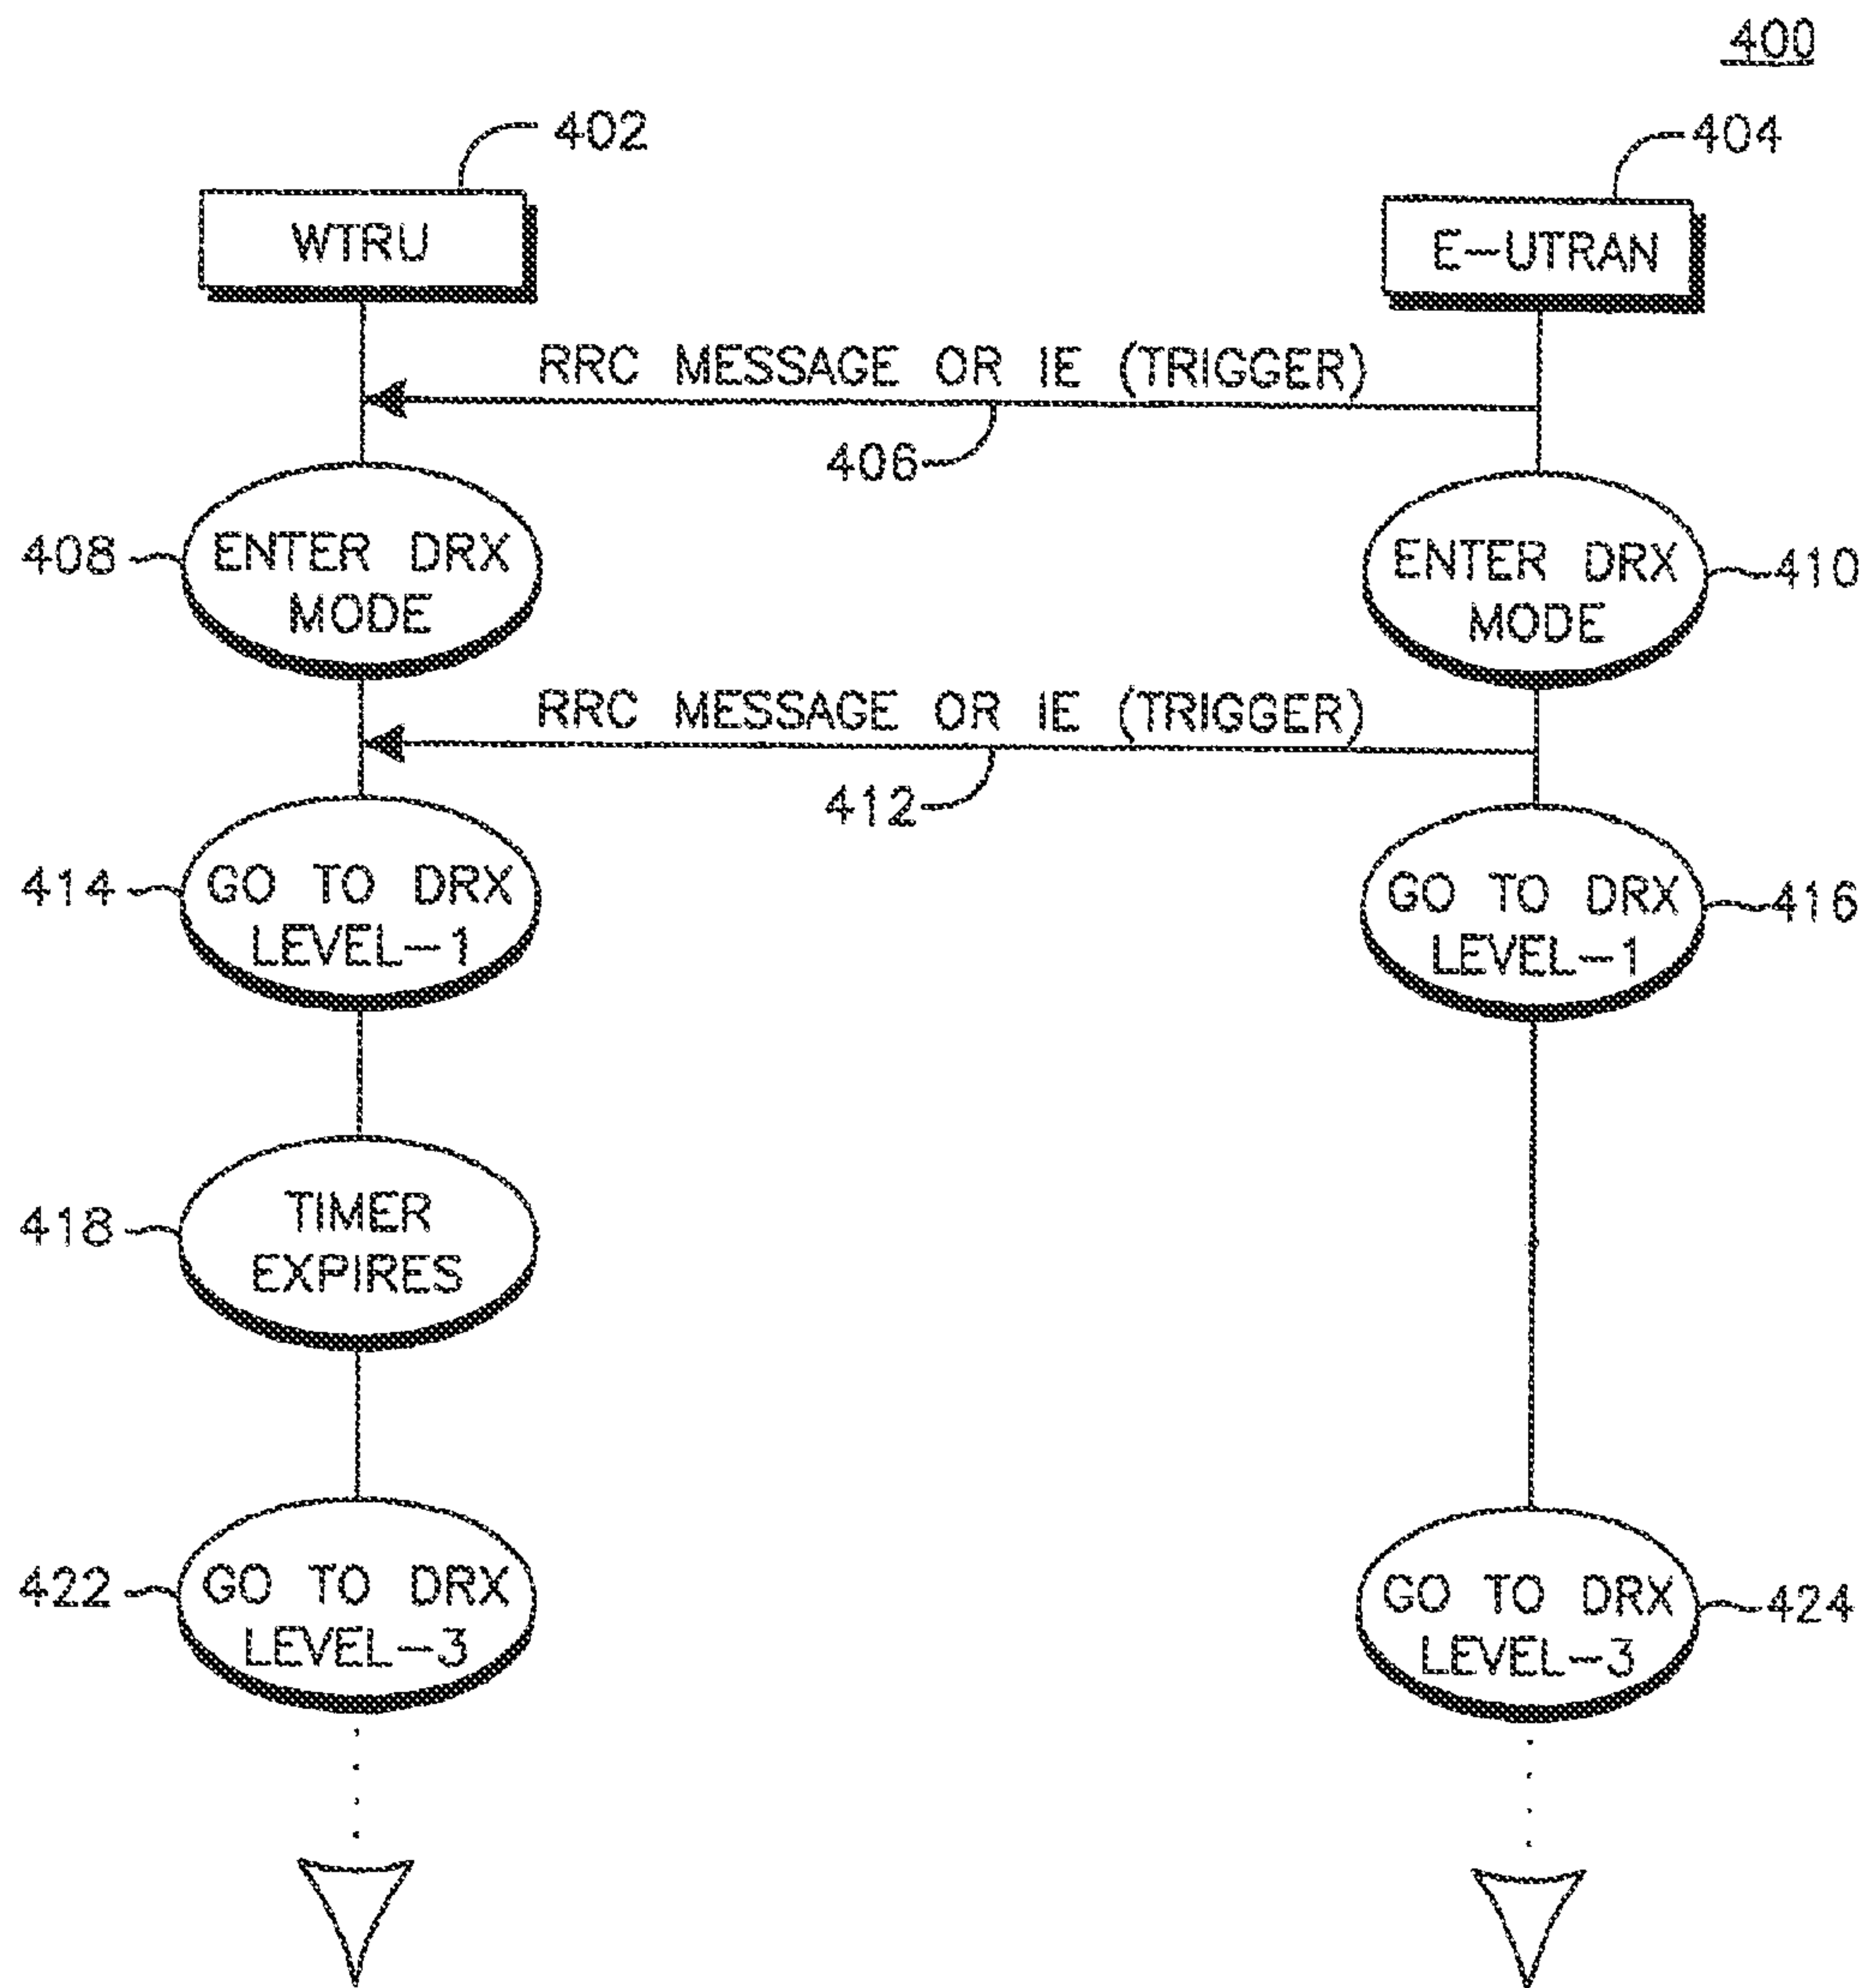 400
402
404
WTRU
E-UTRAN
RRC MESSAGE OR IE (TRIGGER)
406
408
ENTER DRX
MODE
ENTER DRX
MODE
410
RRC MESSAGE OR IE (TRIGGER)
412
414
GO TO DRX
LEVEL-1
GO TO DRX
LEVEL-1
416
418
TIMER
EXPIRES
422
GO TO DRX
LEVEL-3
GO TO DRX
LEVEL-3
424